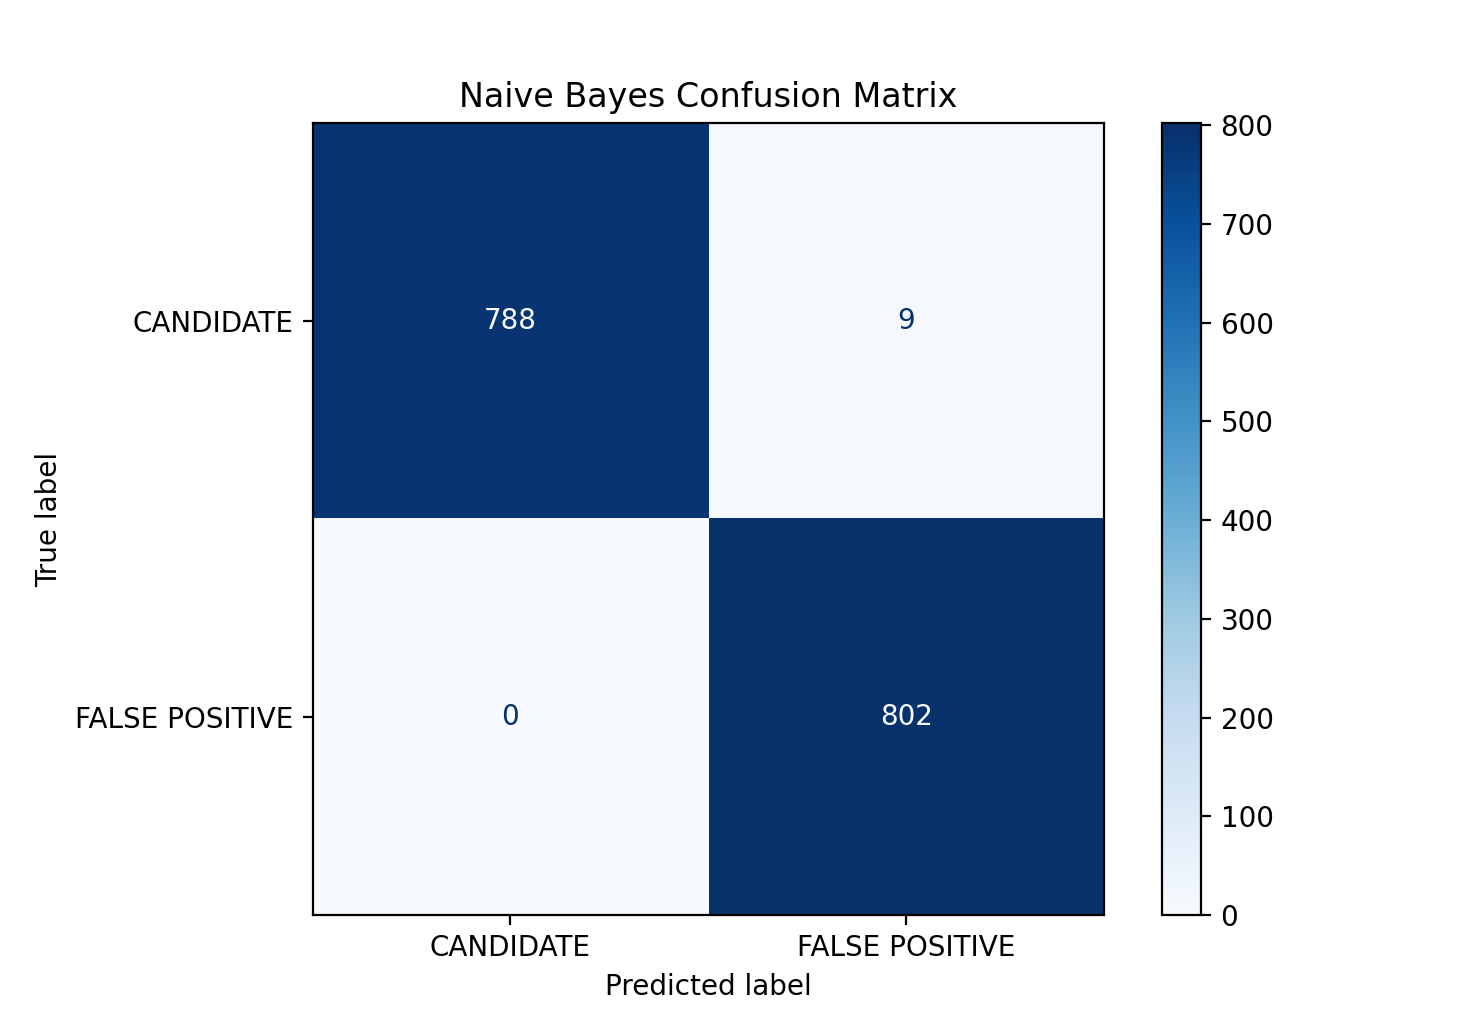 Naive Bayes Confusion Matrix
True label
CANDIDATE
788
9
FALSE POSITIVE
0
802
CANDIDATE
FALSE POSITIVE
Predicted label
800
700
600
500
400
300
200
100
0